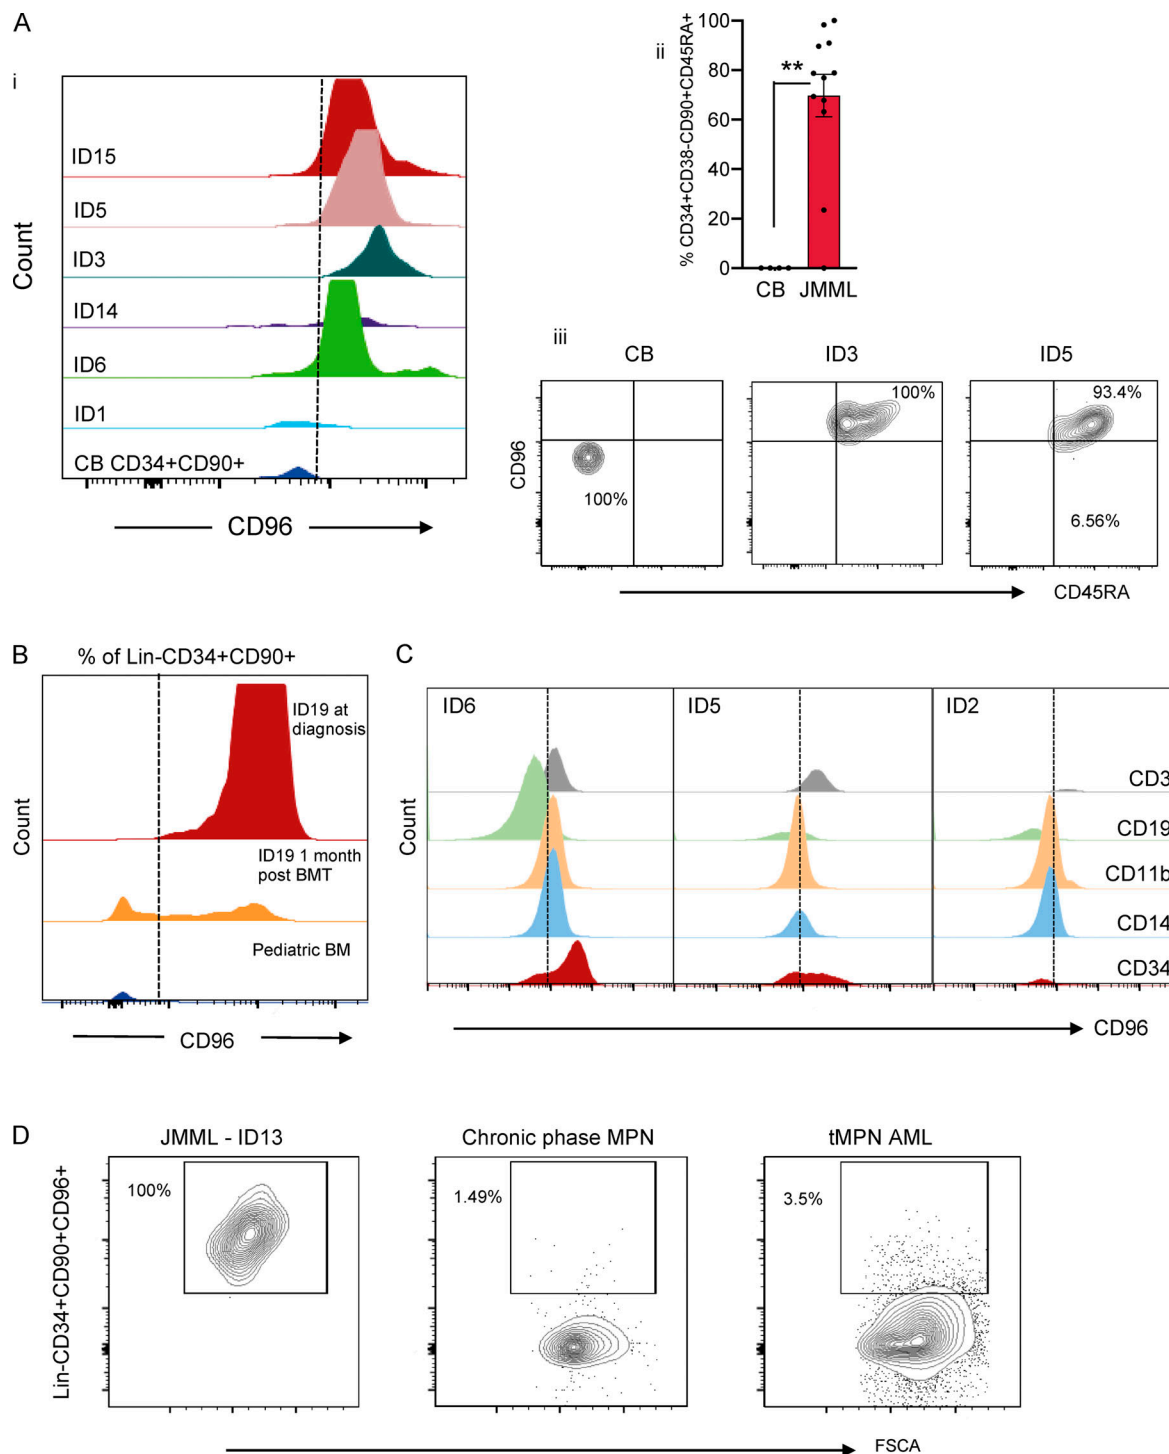 A
i
ID15
ID5
ID3
ID14
ID6
ID1
CB CD34+CD90+
Count
CD96
ii
% CD34+CD38-CD90+CD45RA+
100
80
60
40
20
0
**
CB JMML
iii
CB
ID3
ID5
100%
100%
93.4%
6.56%
CD96
CD45RA
B
% of Lin-CD34+CD90+
ID19 at
diagnosis
ID19 1 month
post BMT
Pediatric BM
Count
CD96
C
ID6
ID5
ID2
CD3
CD19
CD11b
CD14
CD34
Count
CD96
D
JMML - ID13
Chronic phase MPN
tMPN AML
100%
1.49%
3.5%
Lin-CD34+CD90+CD96+
FSCA